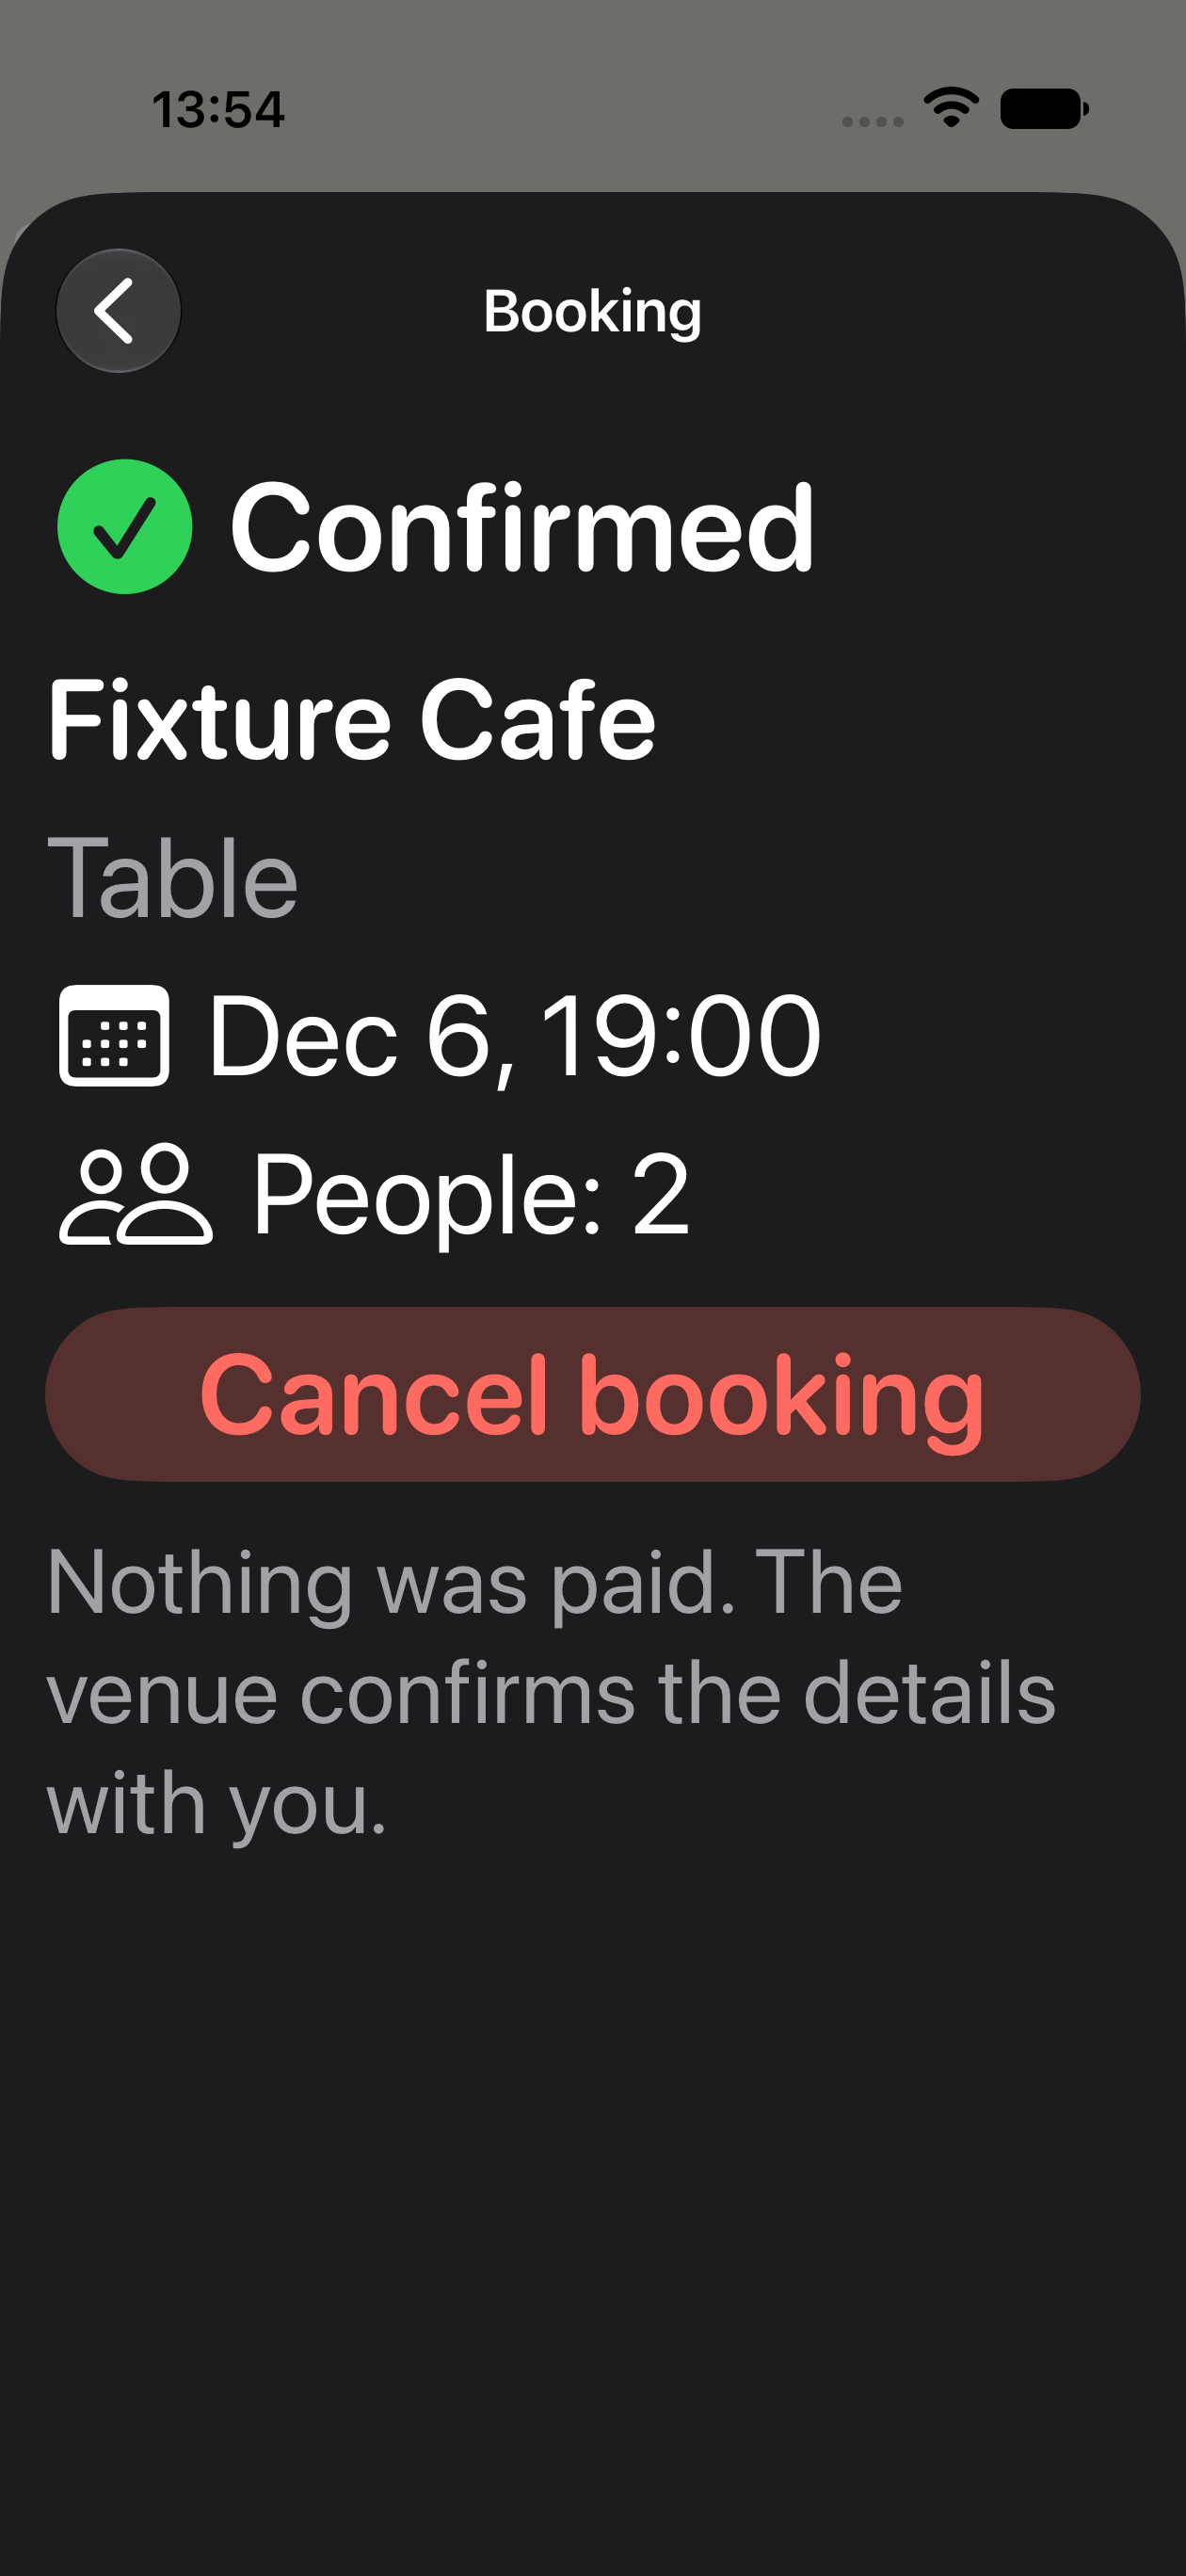 13:54
Booking
Confirmed
Fixture Cafe
Table
Dec 6, 19:00
People: 2
Cancel booking
Nothing was paid. The
venue confirms the details
with you.